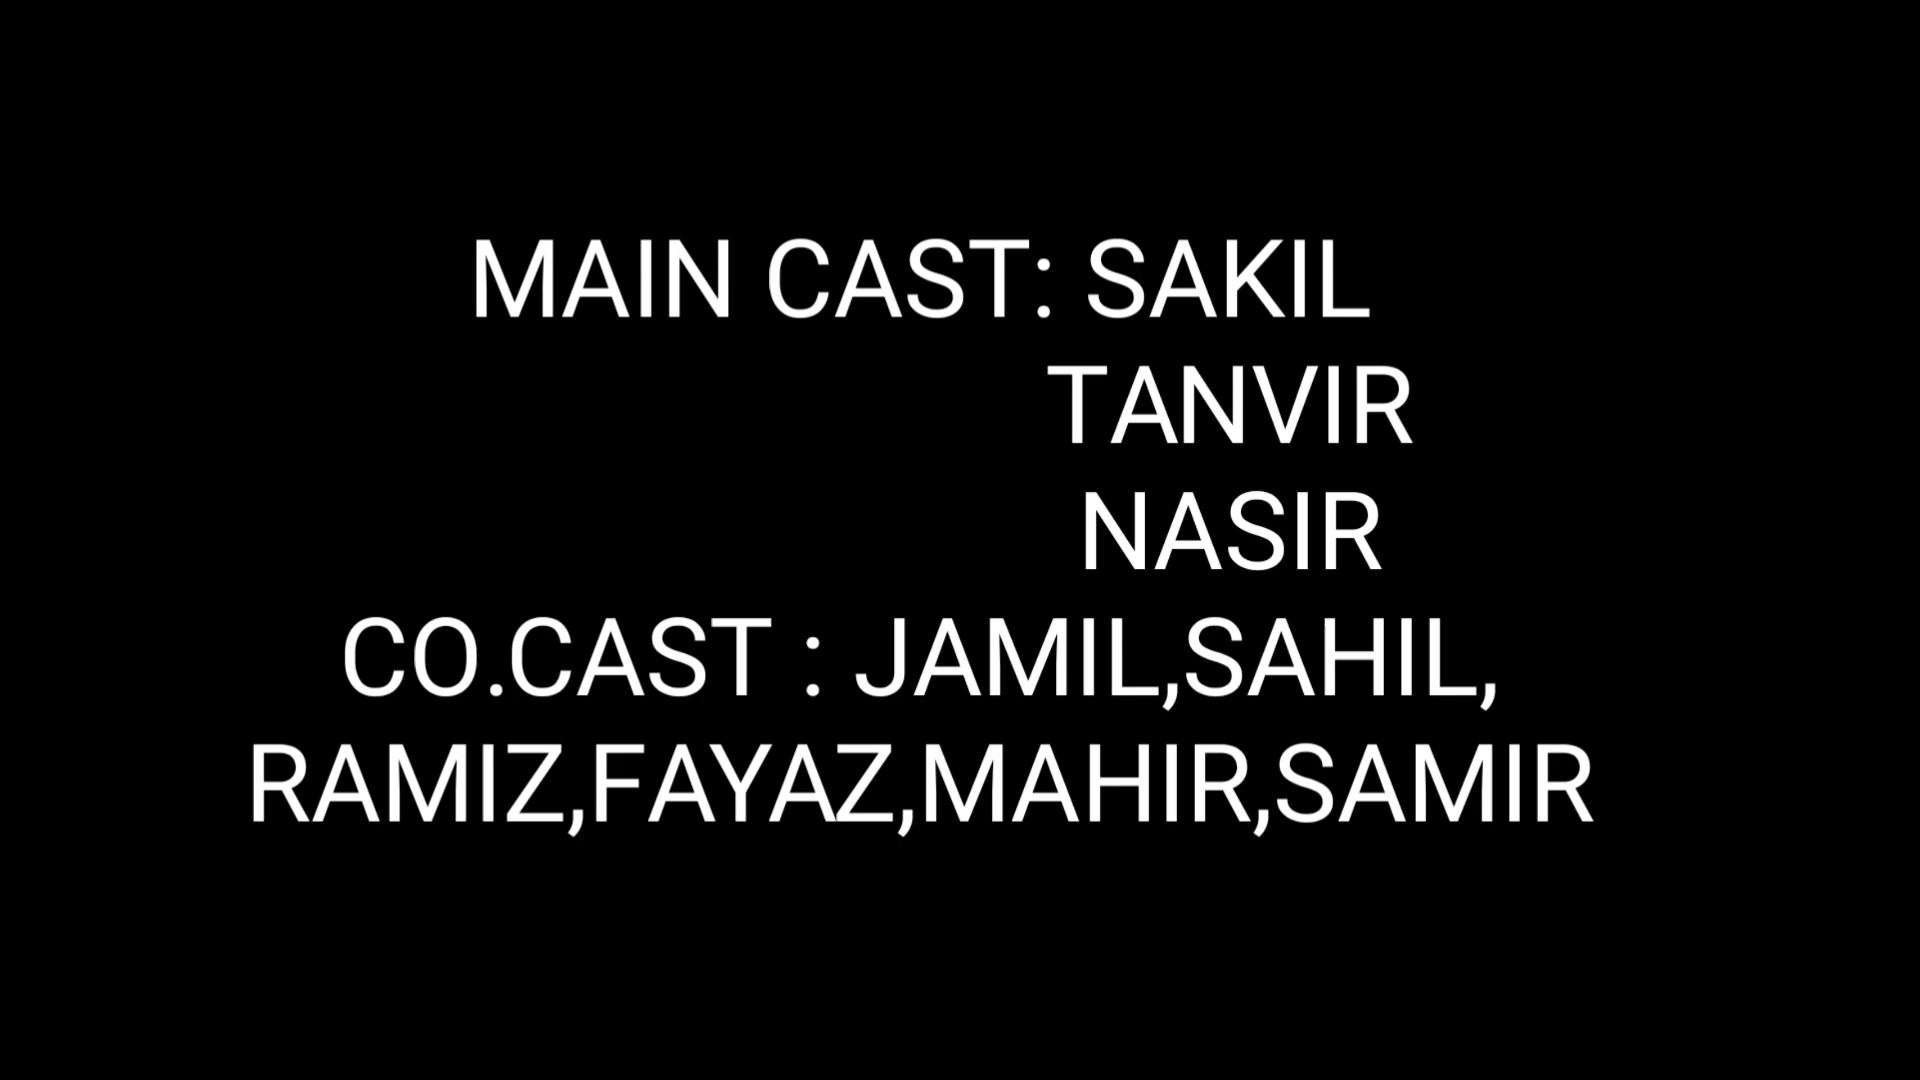 MAIN CAST: SAKIL
TANVIR
NASIR
CO.CAST : JAMIL,SAHIL,
RAMIZ,FAYAZ,MAHIR,SAMIR